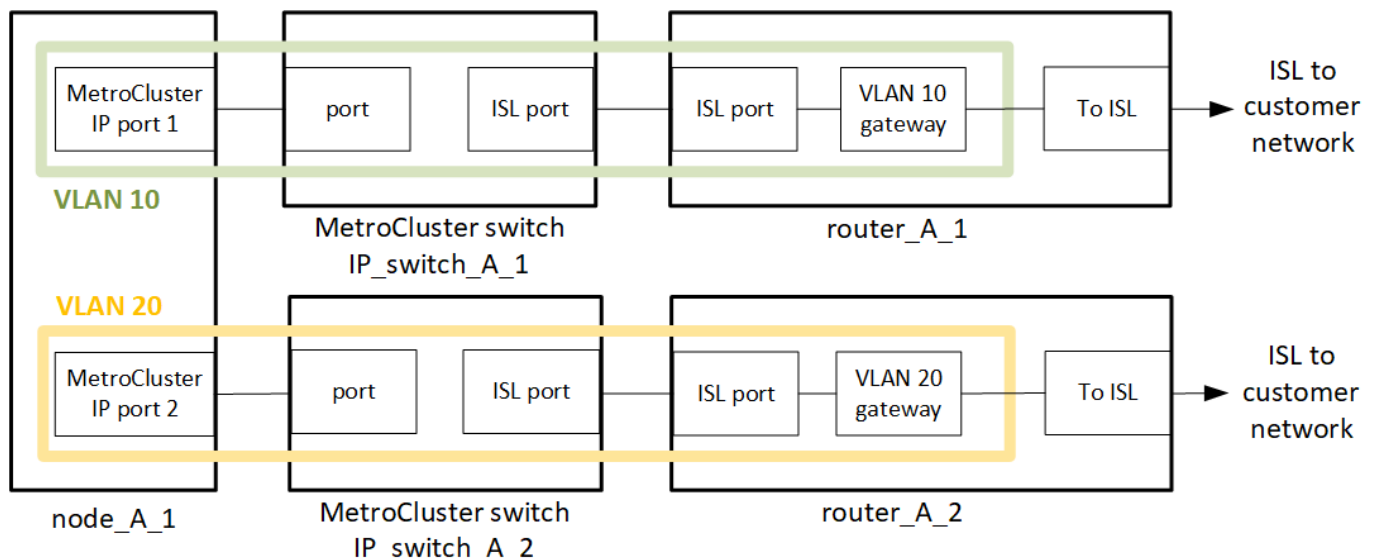 MetroCluster
IP port 1
port
ISL port
ISL port
VLAN 10
gateway
To ISL
ISL to
customer
network
VLAN 10
MetroCluster switch
IP_switch_A_1
router_A_1
VLAN 20
MetroCluster
IP port 2
port
ISL port
ISL port
VLAN 20
gateway
To ISL
ISL to
customer
network
node_A_1
MetroCluster switch
IP_switch_A_2
router_A_2